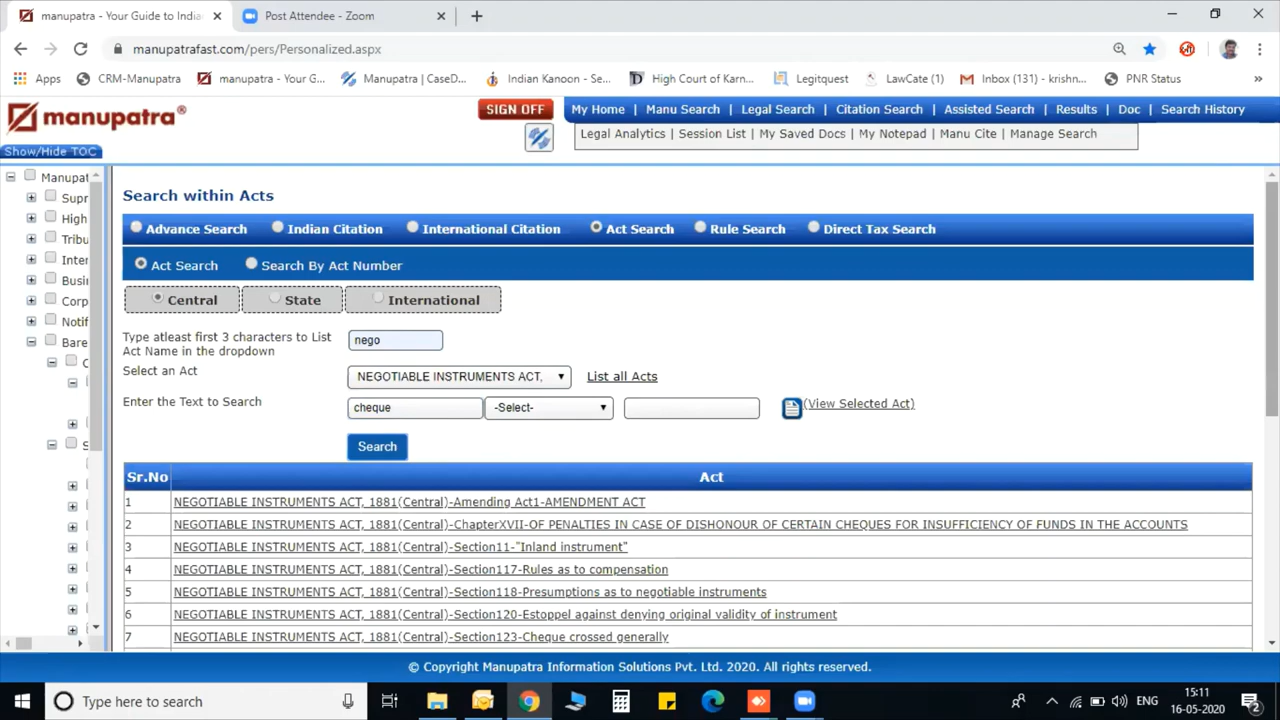 manupatra - Your Guide to India
Post Attendee - Zoom
manupatrafast.com/pers/Personalized.aspx
Apps CRM-Manupatra manupatra - Your G... Manupatra | CaseD... Indian Kanoon - Se... High Court of Karn... Legitquest LawCate (1) Inbox (131) - krishn... PNR Status »
manupatra®
SIGN OFF
My Home | Manu Search | Legal Search | Citation Search | Assisted Search | Results | Doc | Search History
Legal Analytics | Session List | My Saved Docs | My Notepad | Manu Cite | Manage Search
Show/Hide TOC
Manupat
Supr
High
Tribu
Inter
Busi
Corp
Notif
Bare
C
S
Search within Acts
Advance Search Indian Citation International Citation Act Search Rule Search Direct Tax Search
Act Search Search By Act Number
Central State International
Type atleast first 3 characters to List
Act Name in the dropdown
nego
Select an Act
NEGOTIABLE INSTRUMENTS ACT,
List all Acts
Enter the Text to Search
cheque
-Select-
(View Selected Act)
Search
Sr.No Act
1 NEGOTIABLE INSTRUMENTS ACT, 1881(Central)-Amending Act1-AMENDMENT ACT
2 NEGOTIABLE INSTRUMENTS ACT, 1881(Central)-ChapterXVII-OF PENALTIES IN CASE OF DISHONOUR OF CERTAIN CHEQUES FOR INSUFFICIENCY OF FUNDS IN THE ACCOUNTS
3 NEGOTIABLE INSTRUMENTS ACT, 1881(Central)-Section11-"Inland instrument"
4 NEGOTIABLE INSTRUMENTS ACT, 1881(Central)-Section117-Rules as to compensation
5 NEGOTIABLE INSTRUMENTS ACT, 1881(Central)-Section118-Presumptions as to negotiable instruments
6 NEGOTIABLE INSTRUMENTS ACT, 1881(Central)-Section120-Estoppel against denying original validity of instrument
7 NEGOTIABLE INSTRUMENTS ACT, 1881(Central)-Section123-Cheque crossed generally
© Copyright Manupatra Information Solutions Pvt. Ltd. 2020. All rights reserved.
Type here to search
ENG
15:11
16-05-2020
2